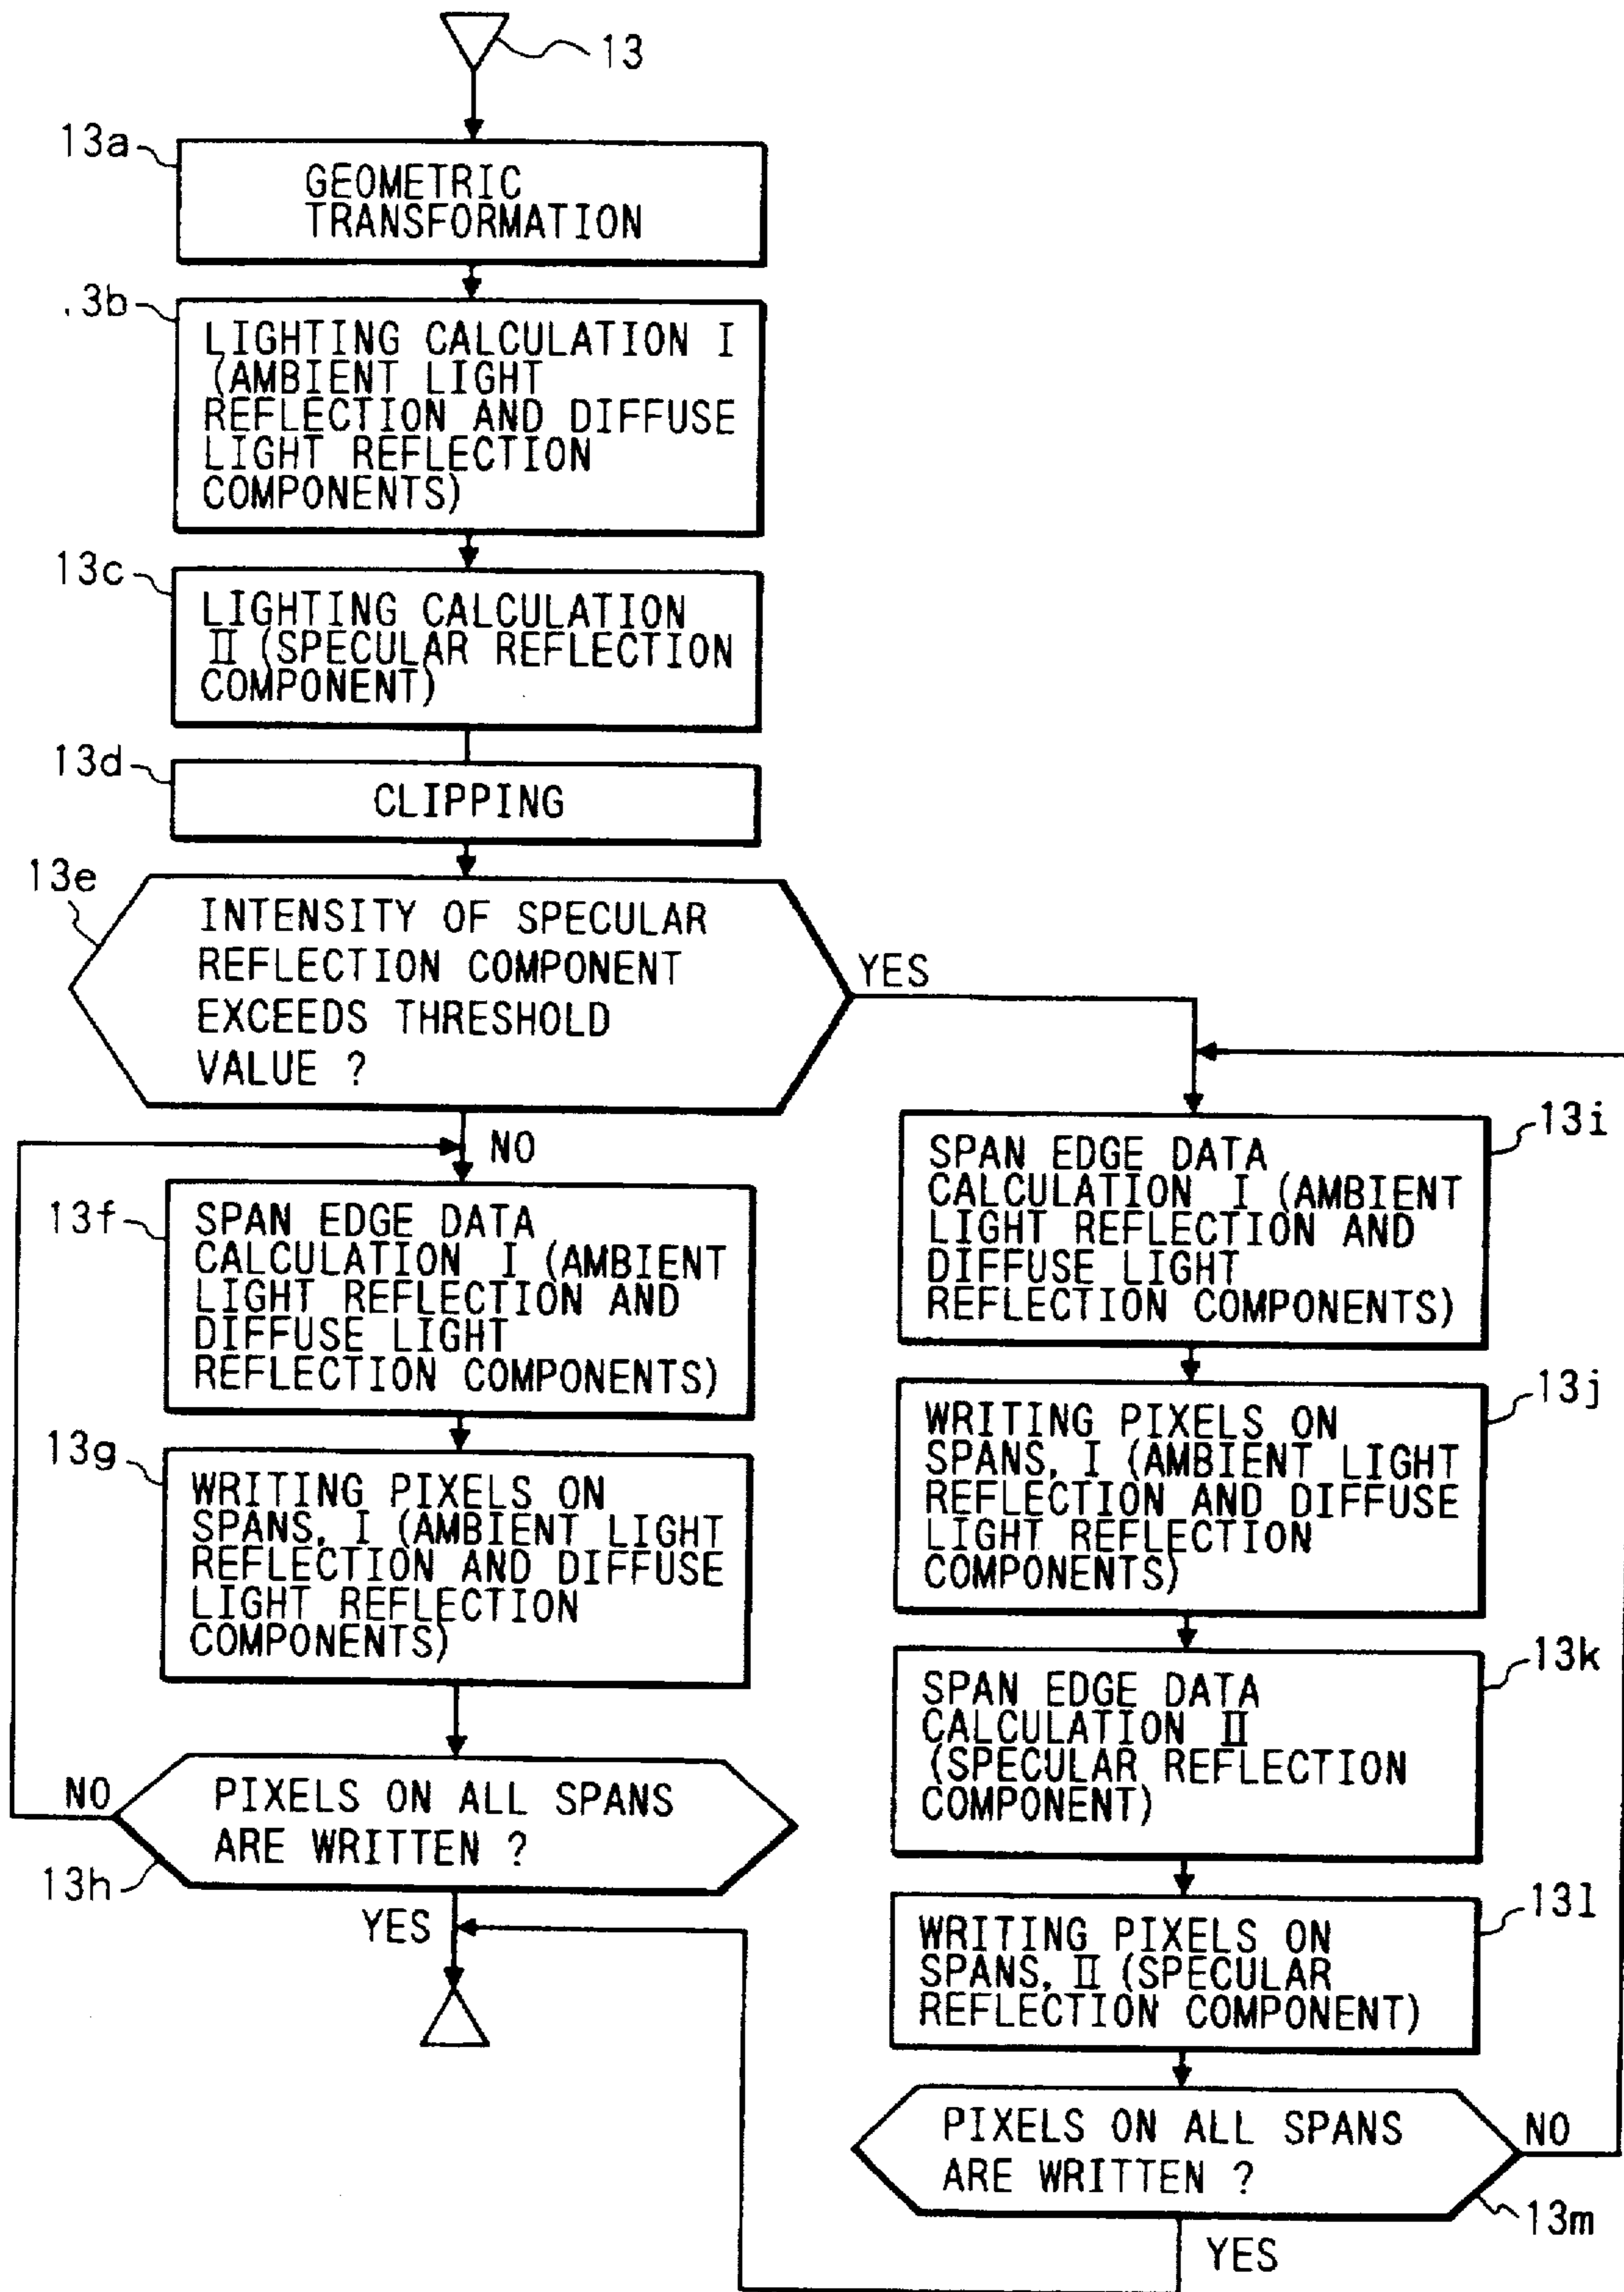 13
13a
GEOMETRIC
TRANSFORMATION
.3b
LIGHTING CALCULATION I
(AMBIENT LIGHT
REFLECTION AND DIFFUSE
LIGHT REFLECTION
COMPONENTS)
13c
LIGHTING CALCULATION
II (SPECULAR REFLECTION
COMPONENT)
13d
CLIPPING
13e
INTENSITY OF SPECULAR
REFLECTION COMPONENT
EXCEEDS THRESHOLD
VALUE ?
YES
NO
13f
SPAN EDGE DATA
CALCULATION I (AMBIENT
LIGHT REFLECTION AND
DIFFUSE LIGHT
REFLECTION COMPONENTS)
13g
WRITING PIXELS ON
SPANS, I (AMBIENT LIGHT
REFLECTION AND DIFFUSE
LIGHT REFLECTION
COMPONENTS)
NO
PIXELS ON ALL SPANS
ARE WRITTEN ?
13h
YES
13i
SPAN EDGE DATA
CALCULATION I (AMBIENT
LIGHT REFLECTION AND
DIFFUSE LIGHT
REFLECTION COMPONENTS)
13j
WRITING PIXELS ON
SPANS, I (AMBIENT LIGHT
REFLECTION AND DIFFUSE
LIGHT REFLECTION
COMPONENTS)
13k
SPAN EDGE DATA
CALCULATION II
(SPECULAR REFLECTION
COMPONENT)
13l
WRITING PIXELS ON
SPANS, II (SPECULAR
REFLECTION COMPONENT)
PIXELS ON ALL SPANS
ARE WRITTEN ?
NO
13m
YES